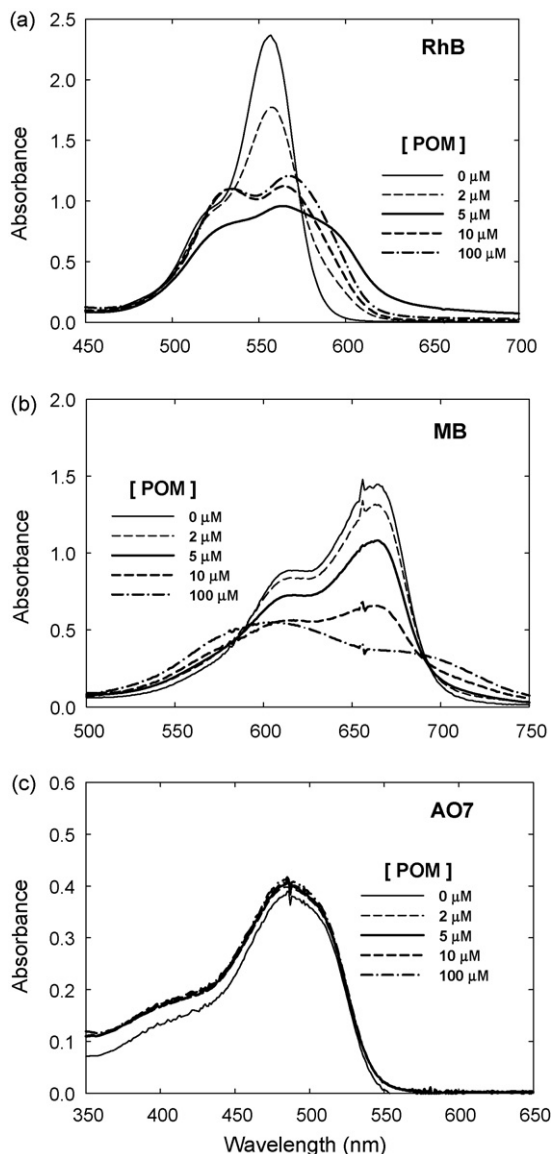 (a)
RhB
2.5
2.0
1.5
1.0
0.5
0.0
Absorbance
[ POM ]
0 μM
2 μM
5 μM
10 μM
100 μM
450 500 550 600 650 700
(b)
MB
2.0
1.5
1.0
0.5
0.0
Absorbance
[ POM ]
0 μM
2 μM
5 μM
10 μM
100 μM
500 550 600 650 700 750
(c)
AO7
0.6
0.5
0.4
0.3
0.2
0.1
0.0
Absorbance
[ POM ]
0 μM
2 μM
5 μM
10 μM
100 μM
350 400 450 500 550 600 650
Wavelength (nm)